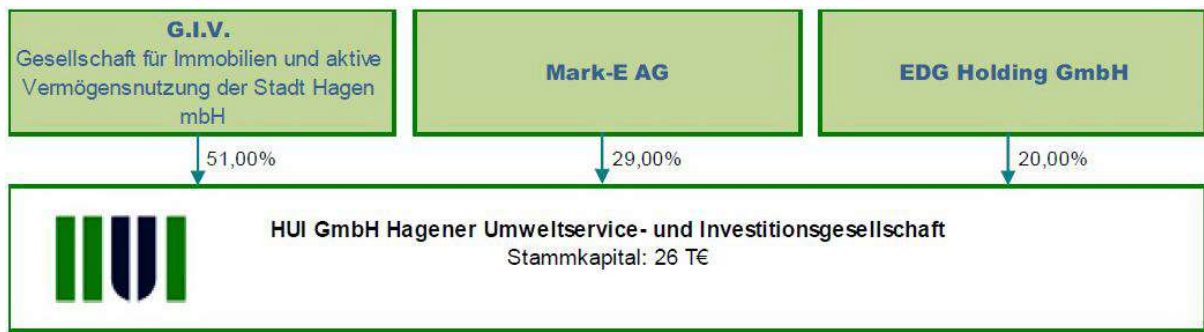 G.I.V.
Gesellschaft für Immobilien und aktive
Vermögensnutzung der Stadt Hagen
mbH
Mark-E AG
EDG Holding GmbH
51,00%
29,00%
20,00%
HUI
HUI GmbH Hagener Umweltservice- und Investitionsgesellschaft
Stammkapital: 26 T€